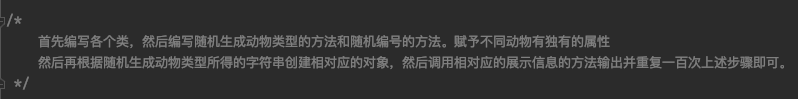 /*
首先编写各个类，然后编写随机生成动物类型的方法和随机编号的方法。赋予不同动物有独有的属性
然后再根据随机生成动物类型所得的字符串创建相对应的对象，然后调用相对应的展示信息的方法输出并重复一百次上述步骤即可。
*/